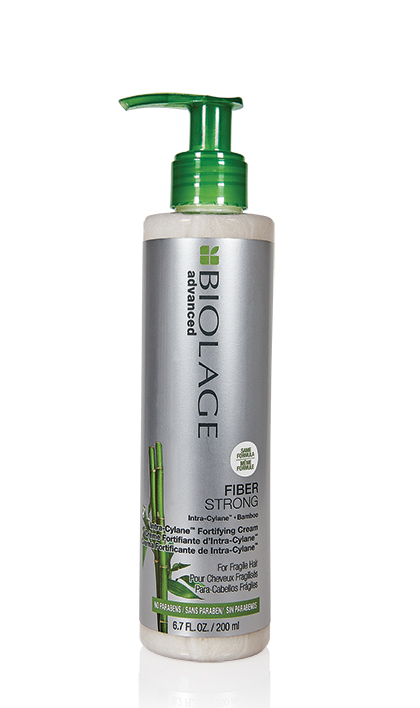 BIOLAGE
advanced
SAME
FORMULA
MÊME
FORMULE
FIBER
STRONG
Intra-Cylane™ + Bamboo
Intra-Cylane™ Fortifying Cream
Crème Fortifiante d'Intra-Cylane™
Crema Fortificante de Intra-Cylane™
For Fragile Hair
Pour Cheveux Fragilisés
Para Cabellos Frágiles
NO PARABENS / SANS PARABEN / SIN PARABENOS
6.7 FL. OZ. / 200 ml